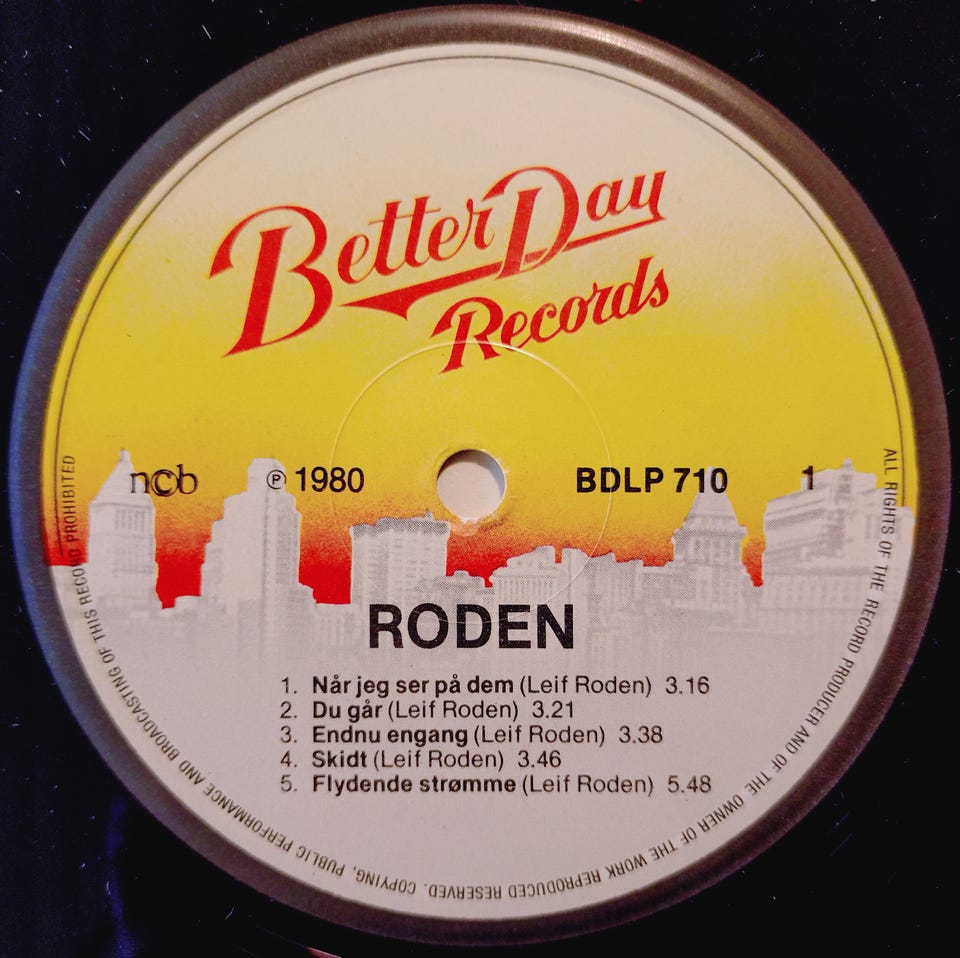 Better Day
Records
ncb
℗ 1980
BDLP 710
1
RODEN
1. Når jeg ser på dem (Leif Roden) 3.16
2. Du går (Leif Roden) 3.21
3. Endnu engang (Leif Roden) 3.38
4. Skidt (Leif Roden) 3.46
5. Flydende strømme (Leif Roden) 5.48
ALL RIGHTS OF THE RECORD PRODUCER AND OF THE OWNER OF THE WORK REPRODUCED RESERVED. COPYING, PUBLIC PERFORMANCE AND BROADCASTING OF THIS RECORD PROHIBITED